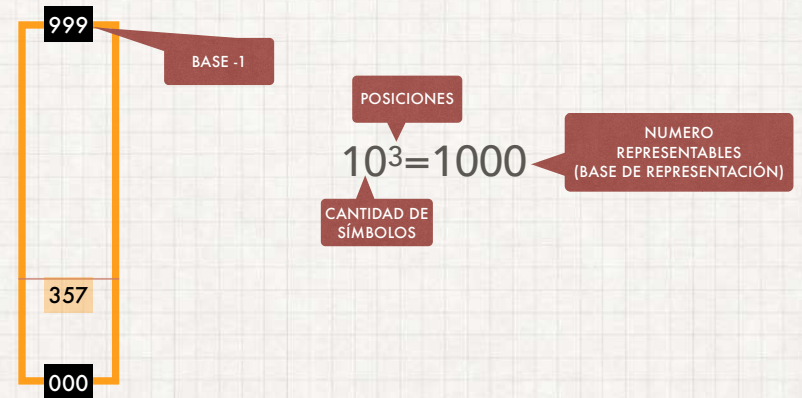 999
BASE -1
POSICIONES
10³=1000
NUMERO
REPRESENTABLES
(BASE DE REPRESENTACIÓN)
CANTIDAD DE
SÍMBOLOS
357
000